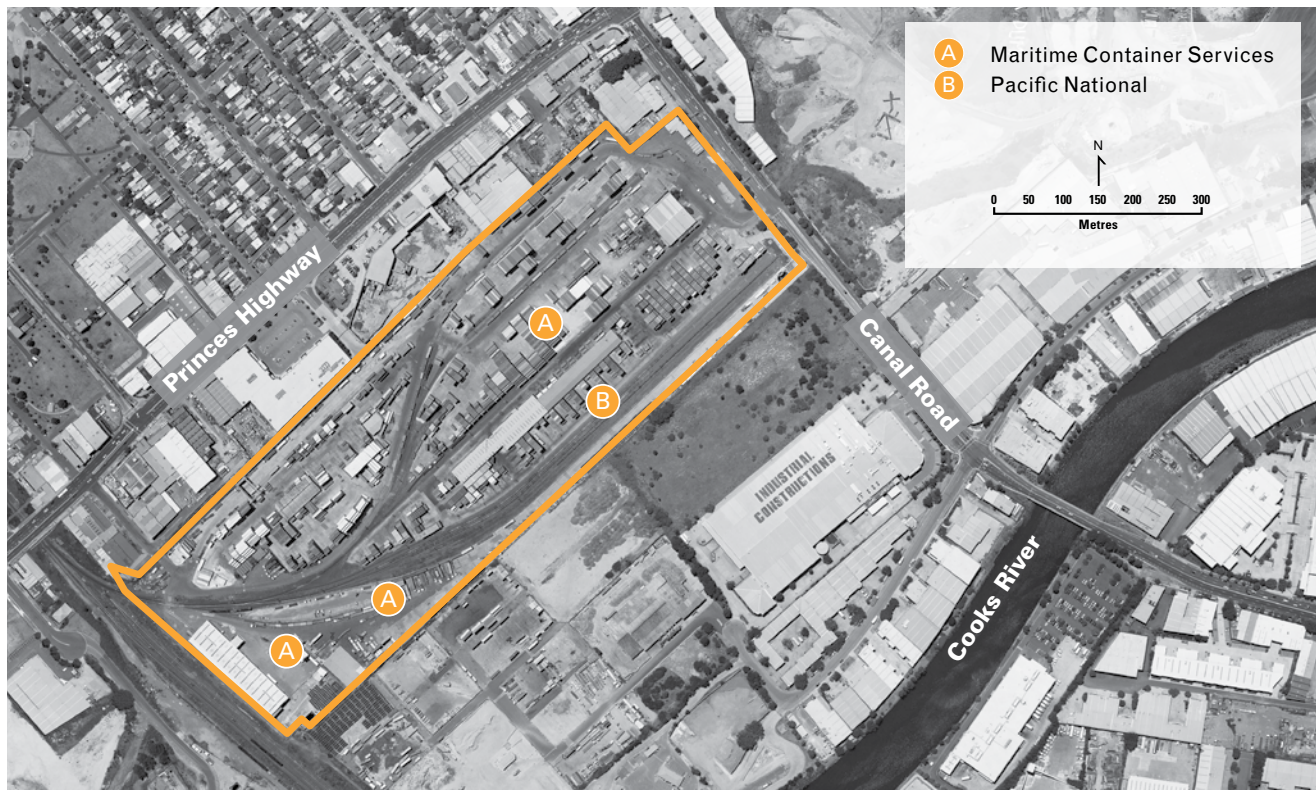 A Maritime Container Services
B Pacific National
N
0 50 100 150 200 250 300
Metres
Princes Highway
A
B
Canal Road
INDUSTRIAL
CONSTRUCTIONS
A
A
Cooks River